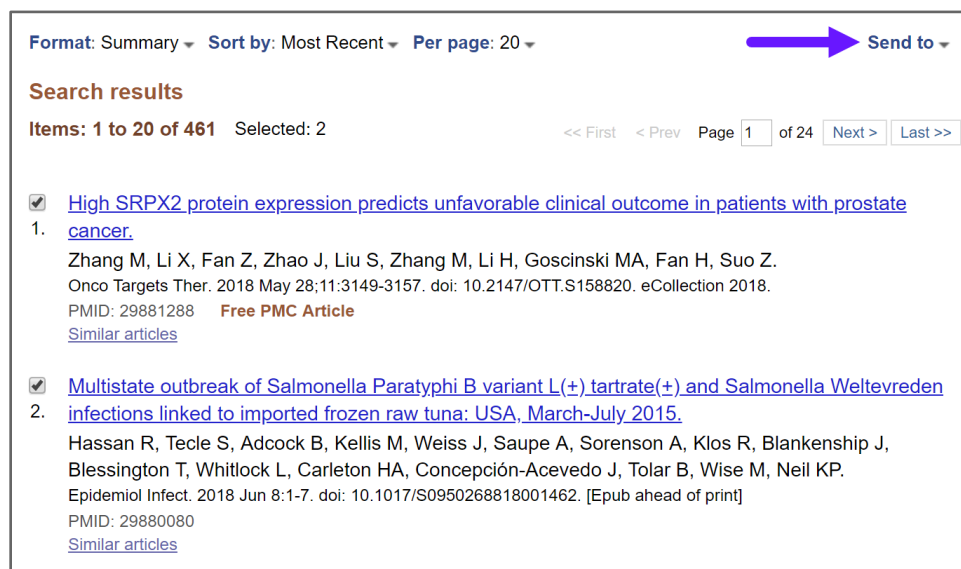 Format: Summary Sort by: Most Recent Per page: 20 Send to
Search results
Items: 1 to 20 of 461 Selected: 2 << First < Prev Page 1 of 24 Next > Last >>
High SRPX2 protein expression predicts unfavorable clinical outcome in patients with prostate
1. cancer.
Zhang M, Li X, Fan Z, Zhao J, Liu S, Zhang M, Li H, Goscinski MA, Fan H, Suo Z.
Onco Targets Ther. 2018 May 28;11:3149-3157. doi: 10.2147/OTT.S158820. eCollection 2018.
PMID: 29881288 Free PMC Article
Similar articles
Multistate outbreak of Salmonella Paratyphi B variant L(+) tartrate(+) and Salmonella Weltevreden
2. infections linked to imported frozen raw tuna: USA, March-July 2015.
Hassan R, Tecle S, Adcock B, Kellis M, Weiss J, Saupe A, Sorenson A, Klos R, Blankenship J,
Blessington T, Whitlock L, Carleton HA, Concepción-Acevedo J, Tolar B, Wise M, Neil KP.
Epidemiol Infect. 2018 Jun 8:1-7. doi: 10.1017/S0950268818001462. [Epub ahead of print]
PMID: 29880080
Similar articles